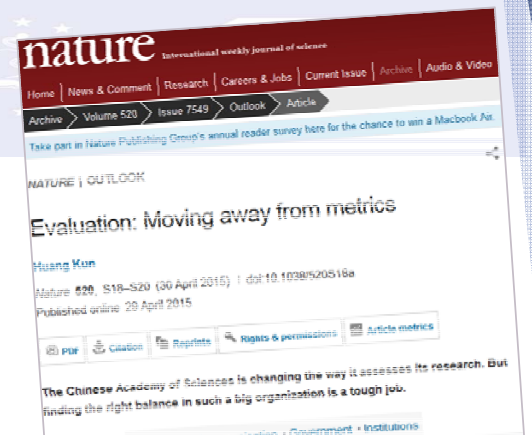 nature International weekly journal of science
Home News & Comment Research Careers & Jobs Current Issue Archive Audio & Video
Archive Volume 520 Issue 7549 Outlook Article
Take part in Nature Publishing Group's annual reader survey here for the chance to win a Macbook Air.
NATURE | OUTLOOK
Evaluation: Moving away from metrics
Huang Kun
Nature 520, S18–S20 (30 April 2015) | doi:10.1038/520S18a
Published online 29 April 2015
PDF Citation Reprints Rights & permissions Article metrics
The Chinese Academy of Sciences is changing the way it assesses its research. But
finding the right balance in such a big organization is a tough job.
Government • Institutions